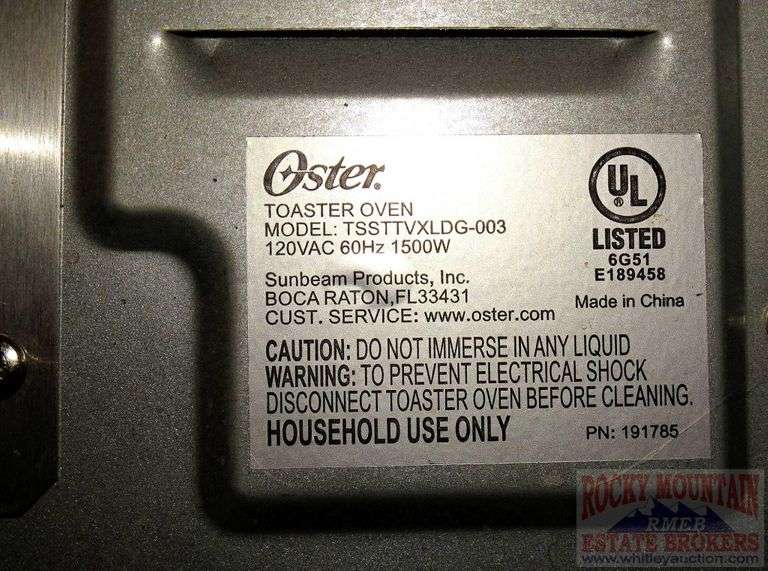 Oster.
TOASTER OVEN
MODEL: TSSTTVXLDG-003
120VAC 60Hz 1500W
Sunbeam Products, Inc.
BOCA RATON,FL33431
CUST. SERVICE: www.oster.com
UL
LISTED
6G51
E189458
Made in China
CAUTION: DO NOT IMMERSE IN ANY LIQUID
WARNING: TO PREVENT ELECTRICAL SHOCK
DISCONNECT TOASTER OVEN BEFORE CLEANING.
HOUSEHOLD USE ONLY
PN: 191785
ROCKY MOUNTAIN
RMEB
ESTATE BROKERS
www.whitleyauction.com